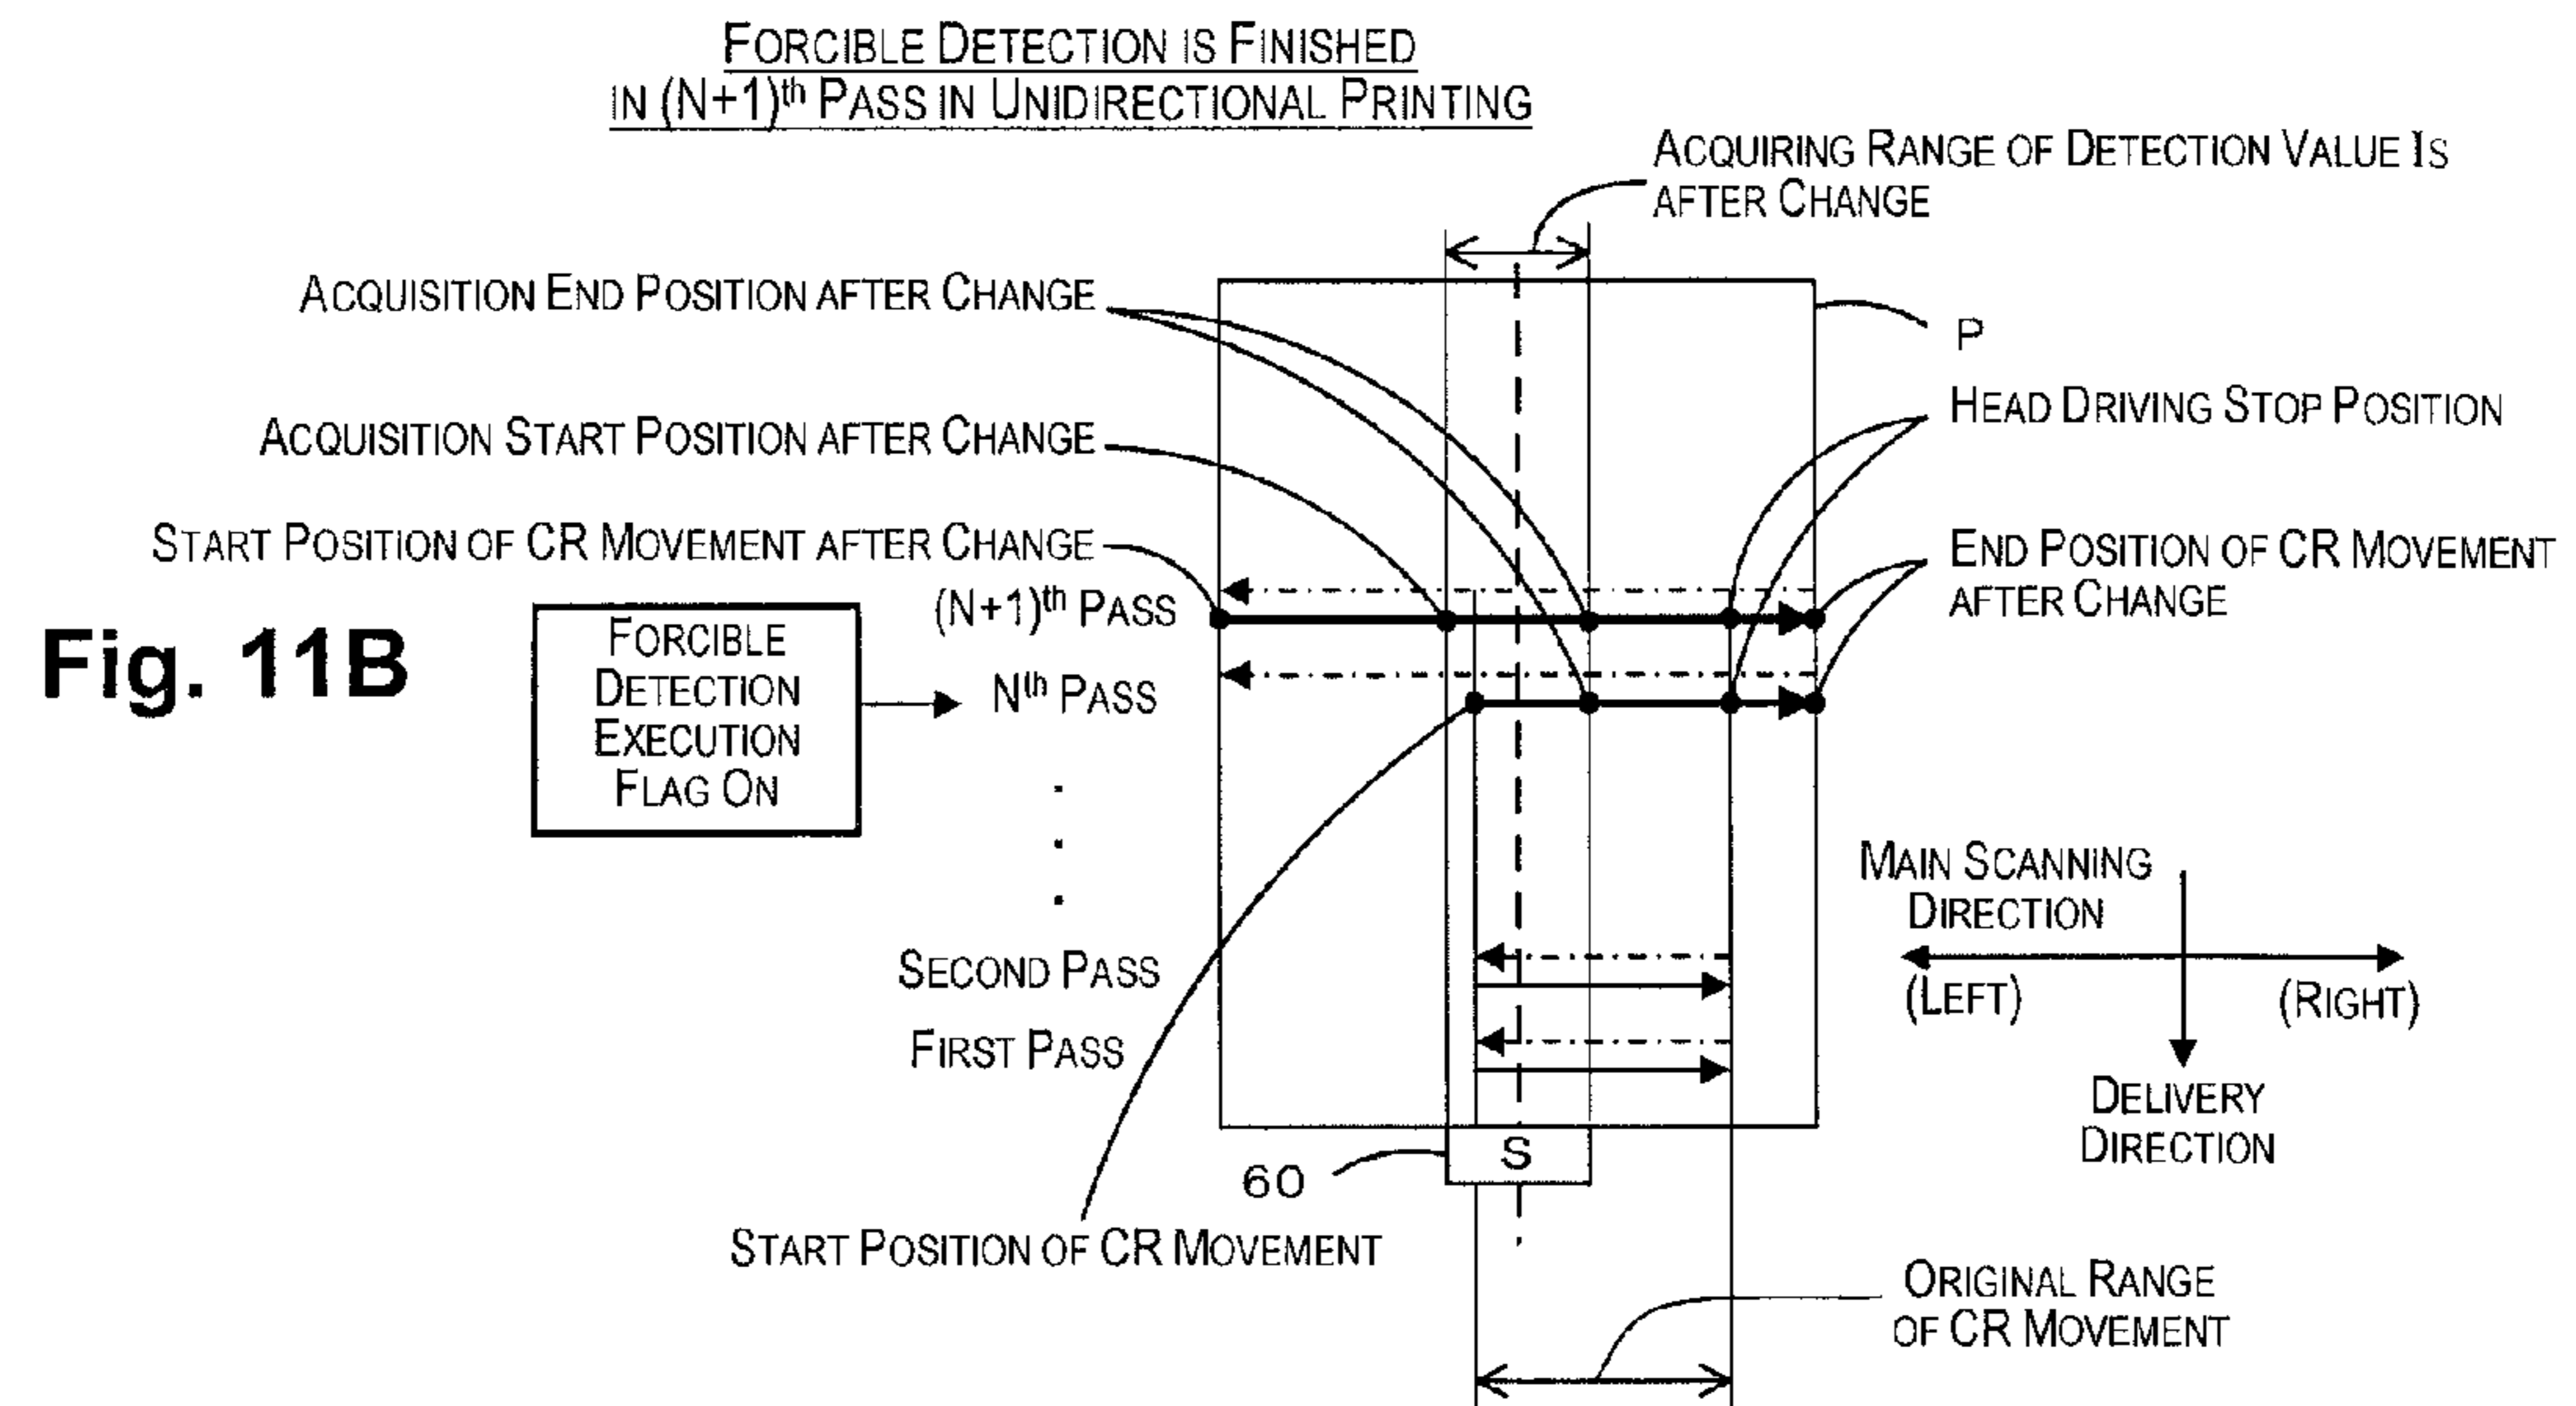 FORCIBLE DETECTION IS FINISHED
IN (N+1)th PASS IN UNIDIRECTIONAL PRINTING
ACQUIRING RANGE OF DETECTION VALUE IS
AFTER CHANGE
ACQUISITION END POSITION AFTER CHANGE
P
HEAD DRIVING STOP POSITION
ACQUISITION START POSITION AFTER CHANGE
START POSITION OF CR MOVEMENT AFTER CHANGE
END POSITION OF CR MOVEMENT
AFTER CHANGE
(N+1)th PASS
Fig. 11B
FORCIBLE
DETECTION
EXECUTION
FLAG ON
Nth PASS
.
.
.
MAIN SCANNING
DIRECTION
(LEFT)
(RIGHT)
SECOND PASS
FIRST PASS
DELIVERY
DIRECTION
S
60
START POSITION OF CR MOVEMENT
ORIGINAL RANGE
OF CR MOVEMENT